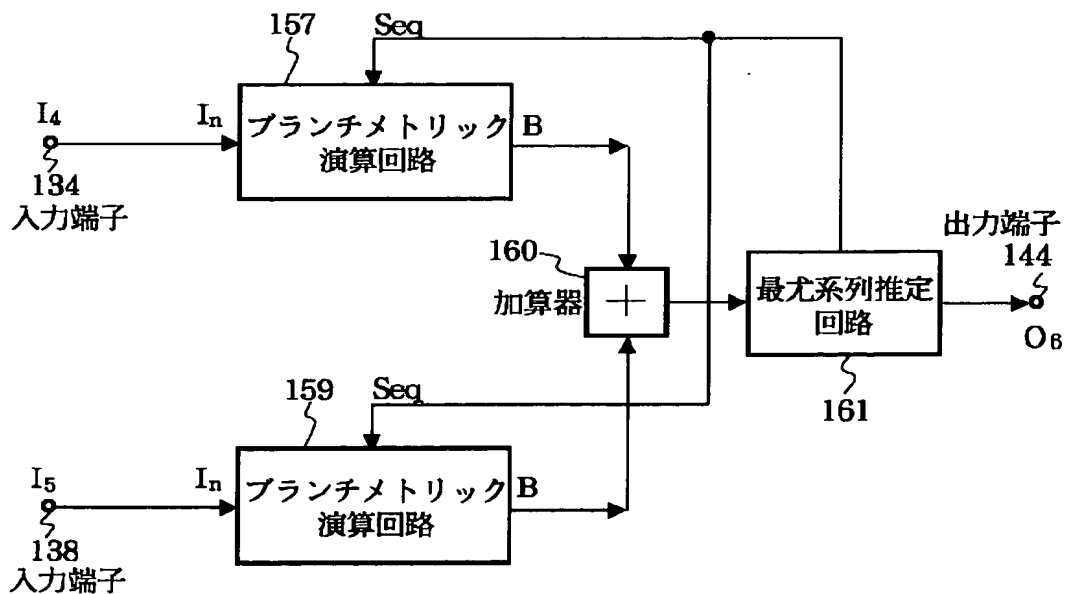 157
Seq
I4
In
ブランチメトリック
演算回路
B
134
入力端子
160
加算器
出力端子
144
最尤系列推定
回路
O6
161
159
Seq
I5
In
ブランチメトリック
演算回路
B
138
入力端子